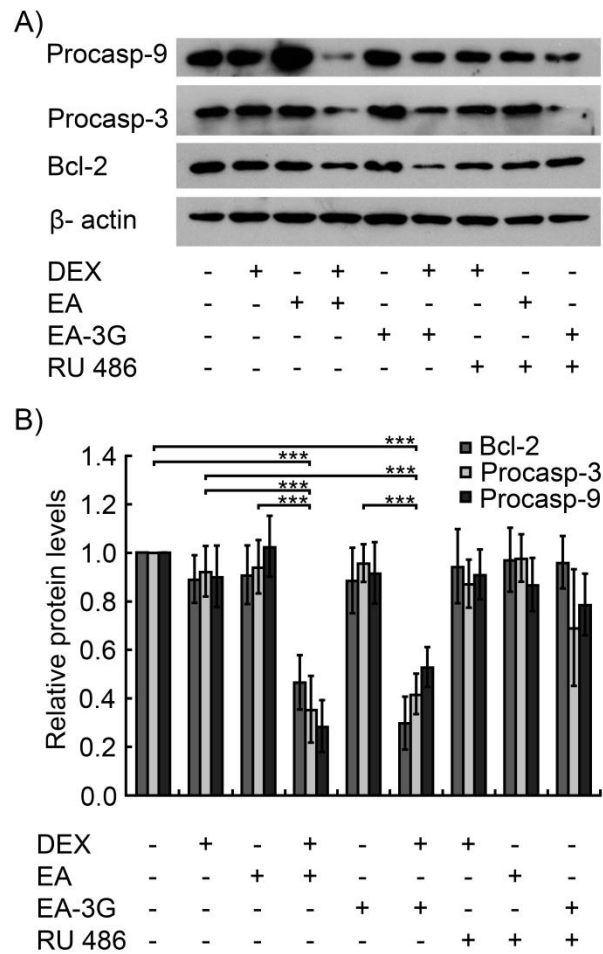 A)
Procasp-9
Procasp-3
Bcl-2
β- actin
DEX - + - + - + + - -
EA - - + + - - - + -
EA-3G - - - - + + - - +
RU 486 - - - - - - + + +
B)
*** Bcl-2
*** Procasp-3
*** Procasp-9
***
*** ***
Relative protein levels
1.4
1.2
1.0
0.8
0.6
0.4
0.2
0.0
DEX - + - + - + + - -
EA - - + + - - - + -
EA-3G - - - - + + - - +
RU 486 - - - - - - + + +